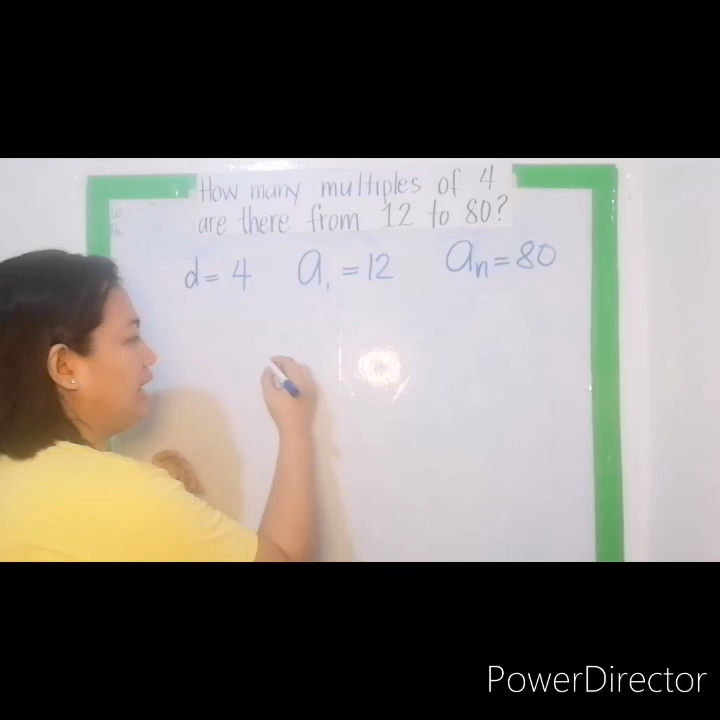 How many multiples of 4
are there from 12 to 80?
d = 4 a₁ = 12 aₙ = 80
PowerDirector